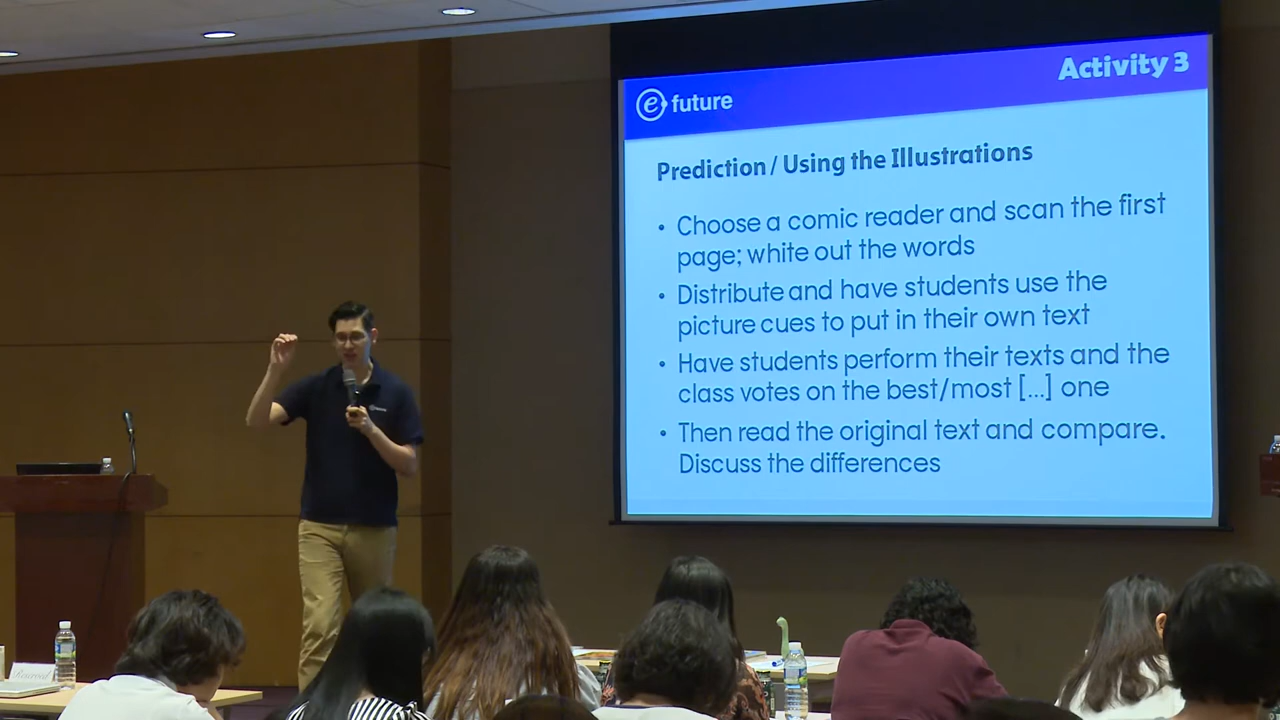 Activity 3
e future
Prediction / Using the Illustrations
• Choose a comic reader and scan the first
page; white out the words
• Distribute and have students use the
picture cues to put in their own text
• Have students perform their texts and the
class votes on the best/most [...] one
• Then read the original text and compare.
Discuss the differences
Reserved